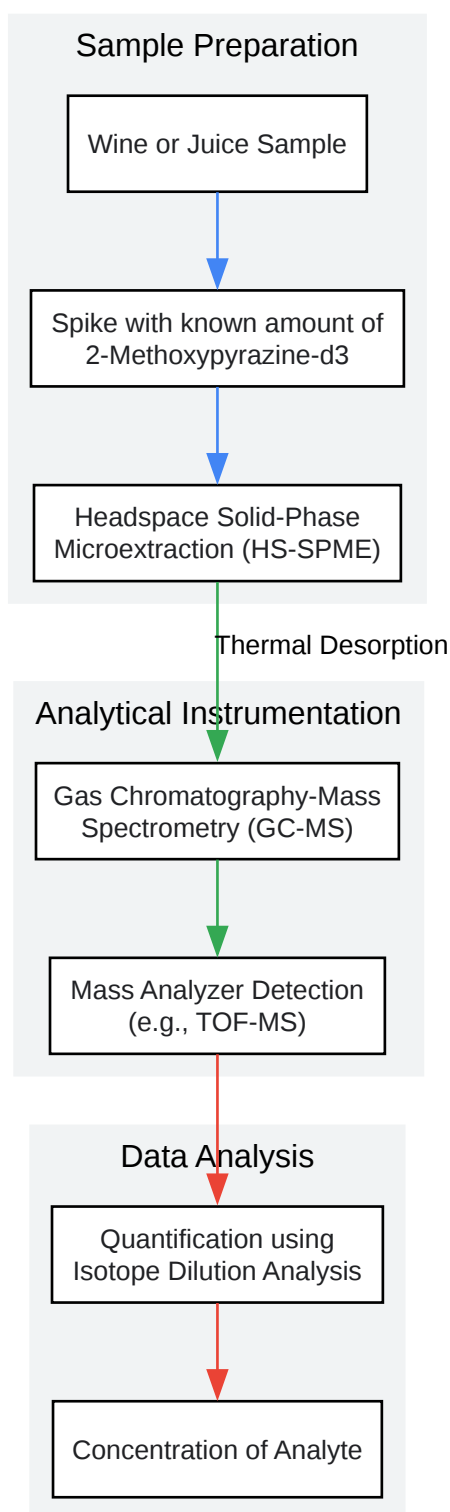 Sample Preparation
Wine or Juice Sample
Spike with known amount of
2-Methoxypyrazine-d3
Headspace Solid-Phase
Microextraction (HS-SPME)
Thermal Desorption
Analytical Instrumentation
Gas Chromatography-Mass
Spectrometry (GC-MS)
Mass Analyzer Detection
(e.g., TOF-MS)
Data Analysis
Quantification using
Isotope Dilution Analysis
Concentration of Analyte